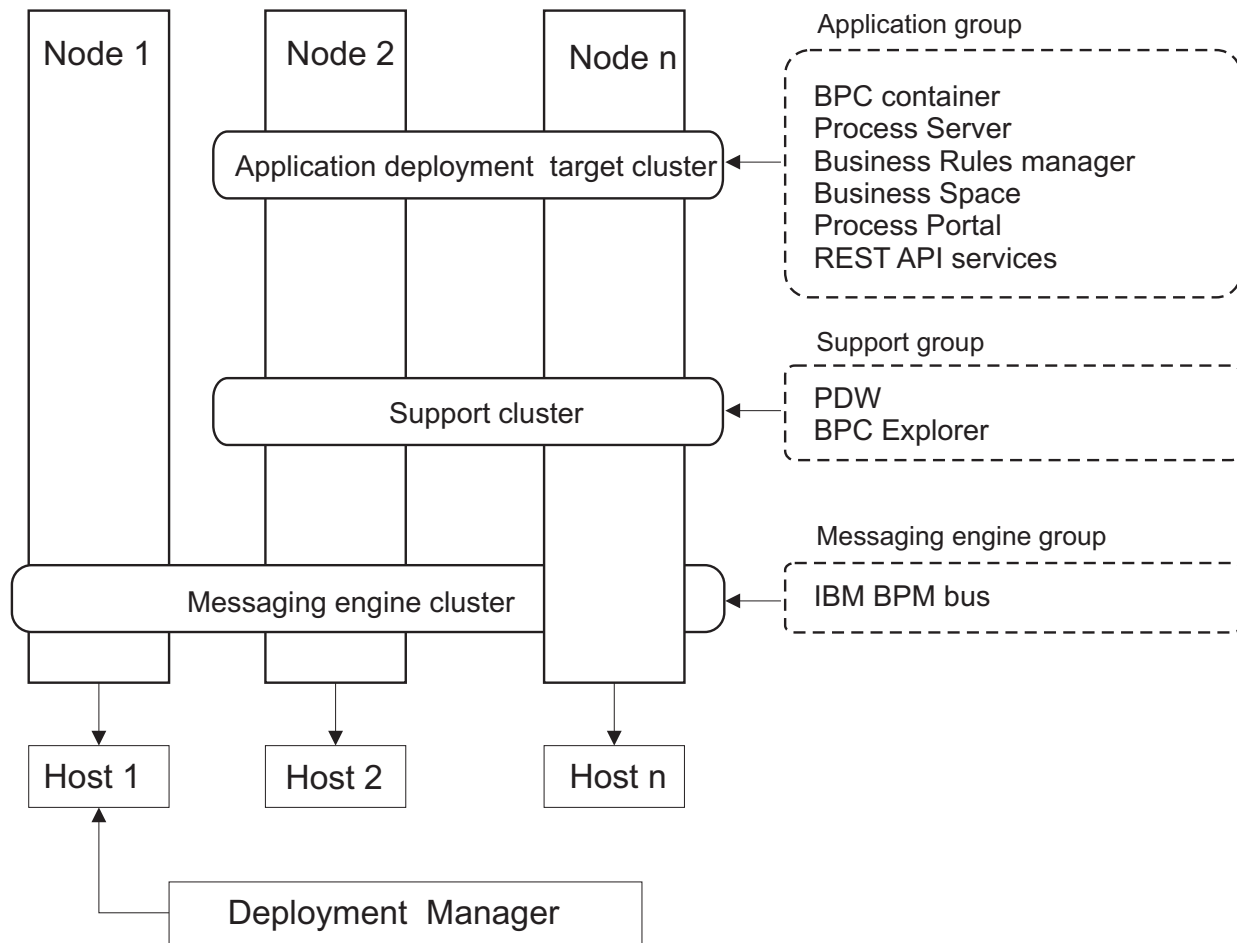 Node 1
Node 2
Node n
Application deployment target cluster
Support cluster
Messaging engine cluster
Host 1
Host 2
Host n
Deployment Manager
Application group
BPC container
Process Server
Business Rules manager
Business Space
Process Portal
REST API services
Support group
PDW
BPC Explorer
Messaging engine group
IBM BPM bus